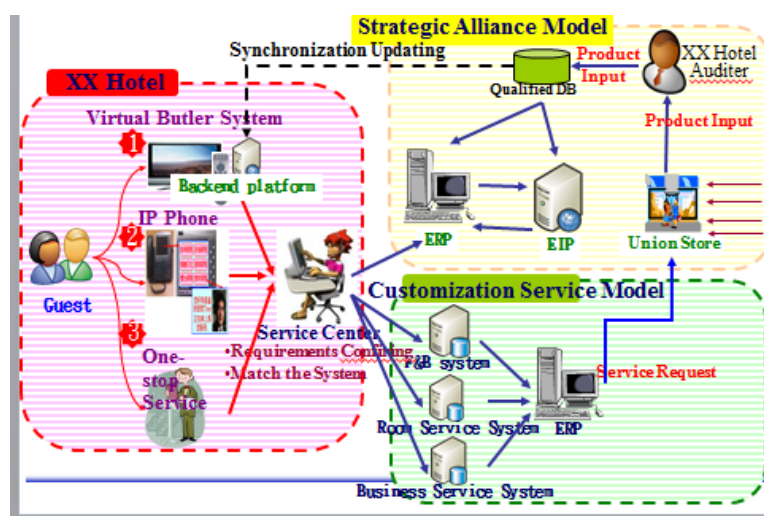 Strategic Alliance Model
Synchronization Updating
Product
Input
XX Hotel
Auditer
XX Hotel
Qualified DB
Virtual Butler System
Product Input
1
Backend platform
2
IP Phone
ERP
EIP
Union Store
Guest
Customization Service Model
3
Service Center
•Requirements Confiring
•Match the System
F&B system
One-
stop
Service
Service Request
Room Service System
ERP
Business Service System